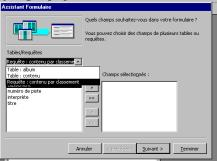 Assistant Formulaire
Quels champs souhaitez-vous dans votre formulaire ?
Vous pouvez choisir des champs de plusieurs tables ou
requêtes.
Tables/Requêtes
Requête : contenu par classeme
Table : album
Table : contenu
Requête : contenu par classement
Champs sélectionnés :
numéro de piste
interprète
titre
>
>>
Annuler
Suivant >
Terminer